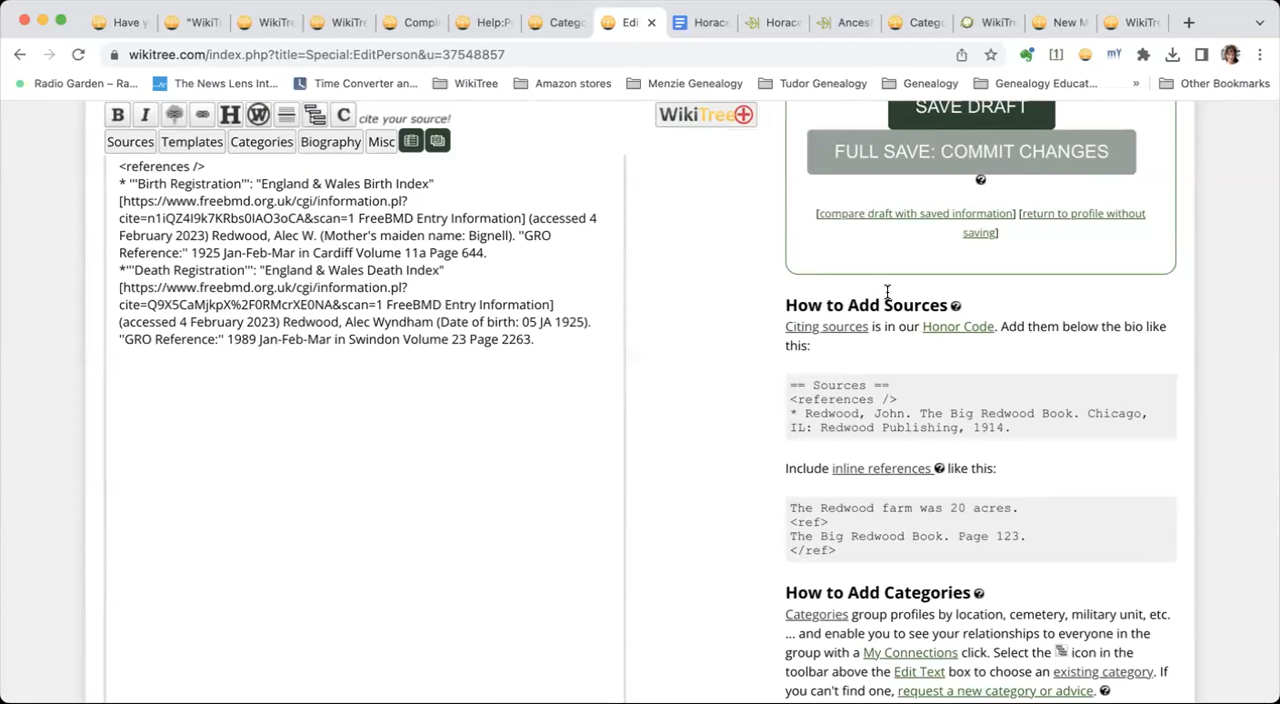 Have y
"WikiTr
WikiTre
WikiTr
Compl
Help:P
Catego
Edi
Horac
Horac
Ances
Catego
WikiTr
New M
WikiTr
wikitree.com/index.php?title=Special:EditPerson&u=37548857
Radio Garden – Ra...
The News Lens Int...
Time Converter an...
WikiTree
Amazon stores
Menzie Genealogy
Tudor Genealogy
Genealogy
Genealogy Educat...
»
Other Bookmarks
B I H W C cite your source!
Sources Templates Categories Biography Misc
WikiTree+
<references />
* '''Birth Registration''': "England & Wales Birth Index"
[https://www.freebmd.org.uk/cgi/information.pl?
cite=n1iQZ4I9k7KRbs0IAO3oCA&scan=1 FreeBMD Entry Information] (accessed 4
February 2023) Redwood, Alec W. (Mother's maiden name: Bignell). ''GRO
Reference:'' 1925 Jan-Feb-Mar in Cardiff Volume 11a Page 644.
*'''Death Registration''': "England & Wales Death Index"
[https://www.freebmd.org.uk/cgi/information.pl?
cite=Q9X5CaMjkpX%2F0RMcrXE0NA&scan=1 FreeBMD Entry Information]
(accessed 4 February 2023) Redwood, Alec Wyndham (Date of birth: 05 JA 1925).
''GRO Reference:'' 1989 Jan-Feb-Mar in Swindon Volume 23 Page 2263.
SAVE DRAFT
FULL SAVE: COMMIT CHANGES
[compare draft with saved information] [return to profile without
saving]
How to Add Sources
Citing sources is in our Honor Code. Add them below the bio like
this:
== Sources ==
<references />
* Redwood, John. The Big Redwood Book. Chicago,
IL: Redwood Publishing, 1914.
Include inline references like this:
The Redwood farm was 20 acres.
<ref>
The Big Redwood Book. Page 123.
</ref>
How to Add Categories
Categories group profiles by location, cemetery, military unit, etc.
... and enable you to see your relationships to everyone in the
group with a My Connections click. Select the icon in the
toolbar above the Edit Text box to choose an existing category. If
you can't find one, request a new category or advice.